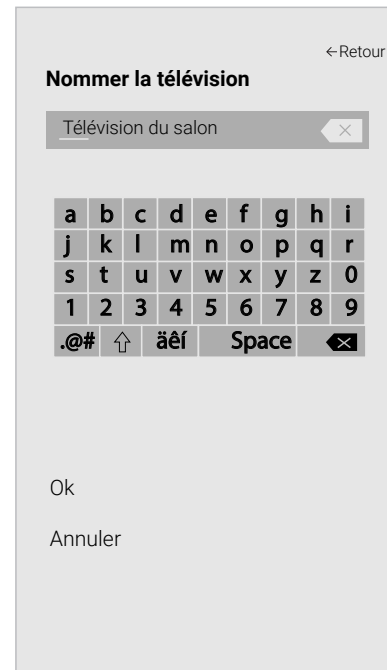 ←Retour
Nommer la télévision
Télévision du salon
a b c d e f g h i
j k l m n o p q r
s t u v w x y z 0
1 2 3 4 5 6 7 8 9
.@# äêí Space
Ok
Annuler